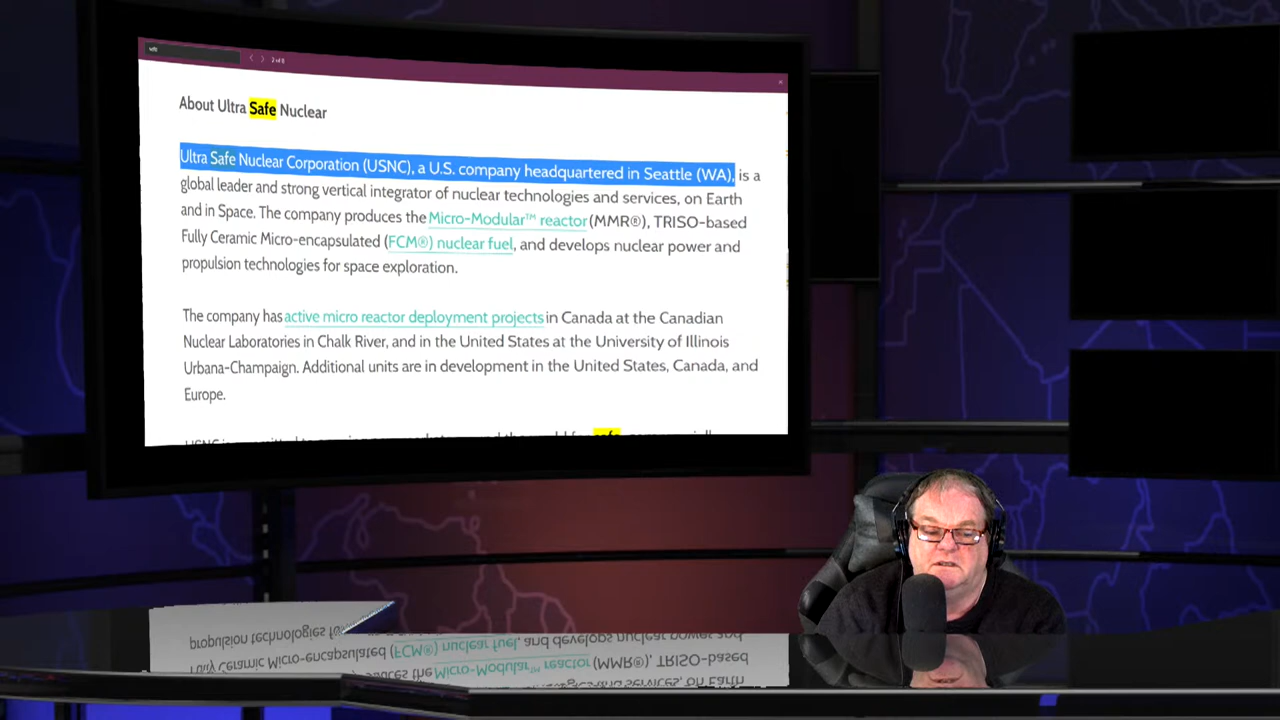 2 of 8
About Ultra Safe Nuclear
Ultra Safe Nuclear Corporation (USNC), a U.S. company headquartered in Seattle (WA), is a
global leader and strong vertical integrator of nuclear technologies and services, on Earth
and in Space. The company produces the Micro-Modular™ reactor (MMR®), TRISO-based
Fully Ceramic Micro-encapsulated (FCM®) nuclear fuel, and develops nuclear power and
propulsion technologies for space exploration.
The company has active micro reactor deployment projects in Canada at the Canadian
Nuclear Laboratories in Chalk River, and in the United States at the University of Illinois
Urbana-Champaign. Additional units are in development in the United States, Canada, and
Europe.